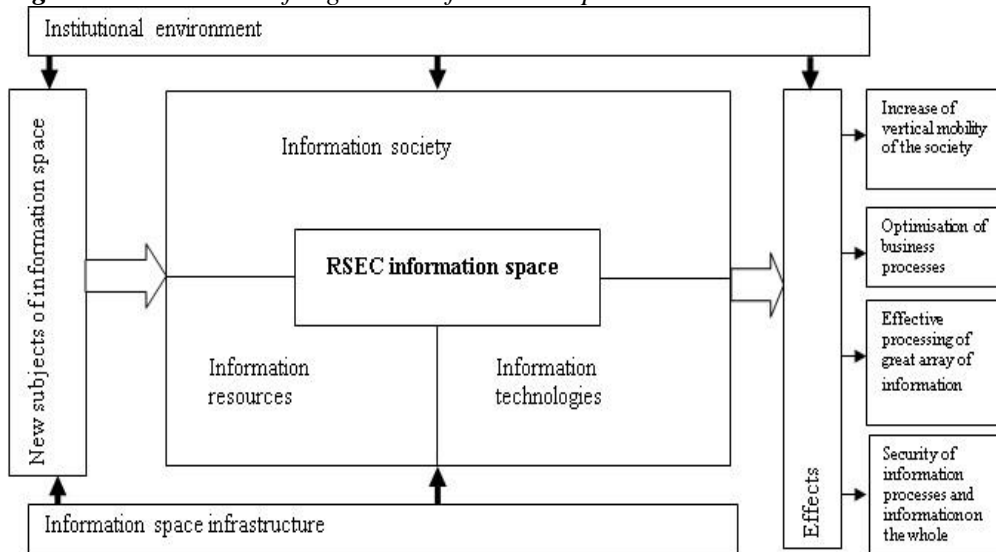 Institutional environment
New subjects of information space
Information society
RSEC information space
Information
resources
Information
technologies
Information space infrastructure
Effects
Increase of
vertical mobility
of the society
Optimisation of
business
processes
Effective
processing of
great array of
information
Security of
information
processes and
information on
the whole